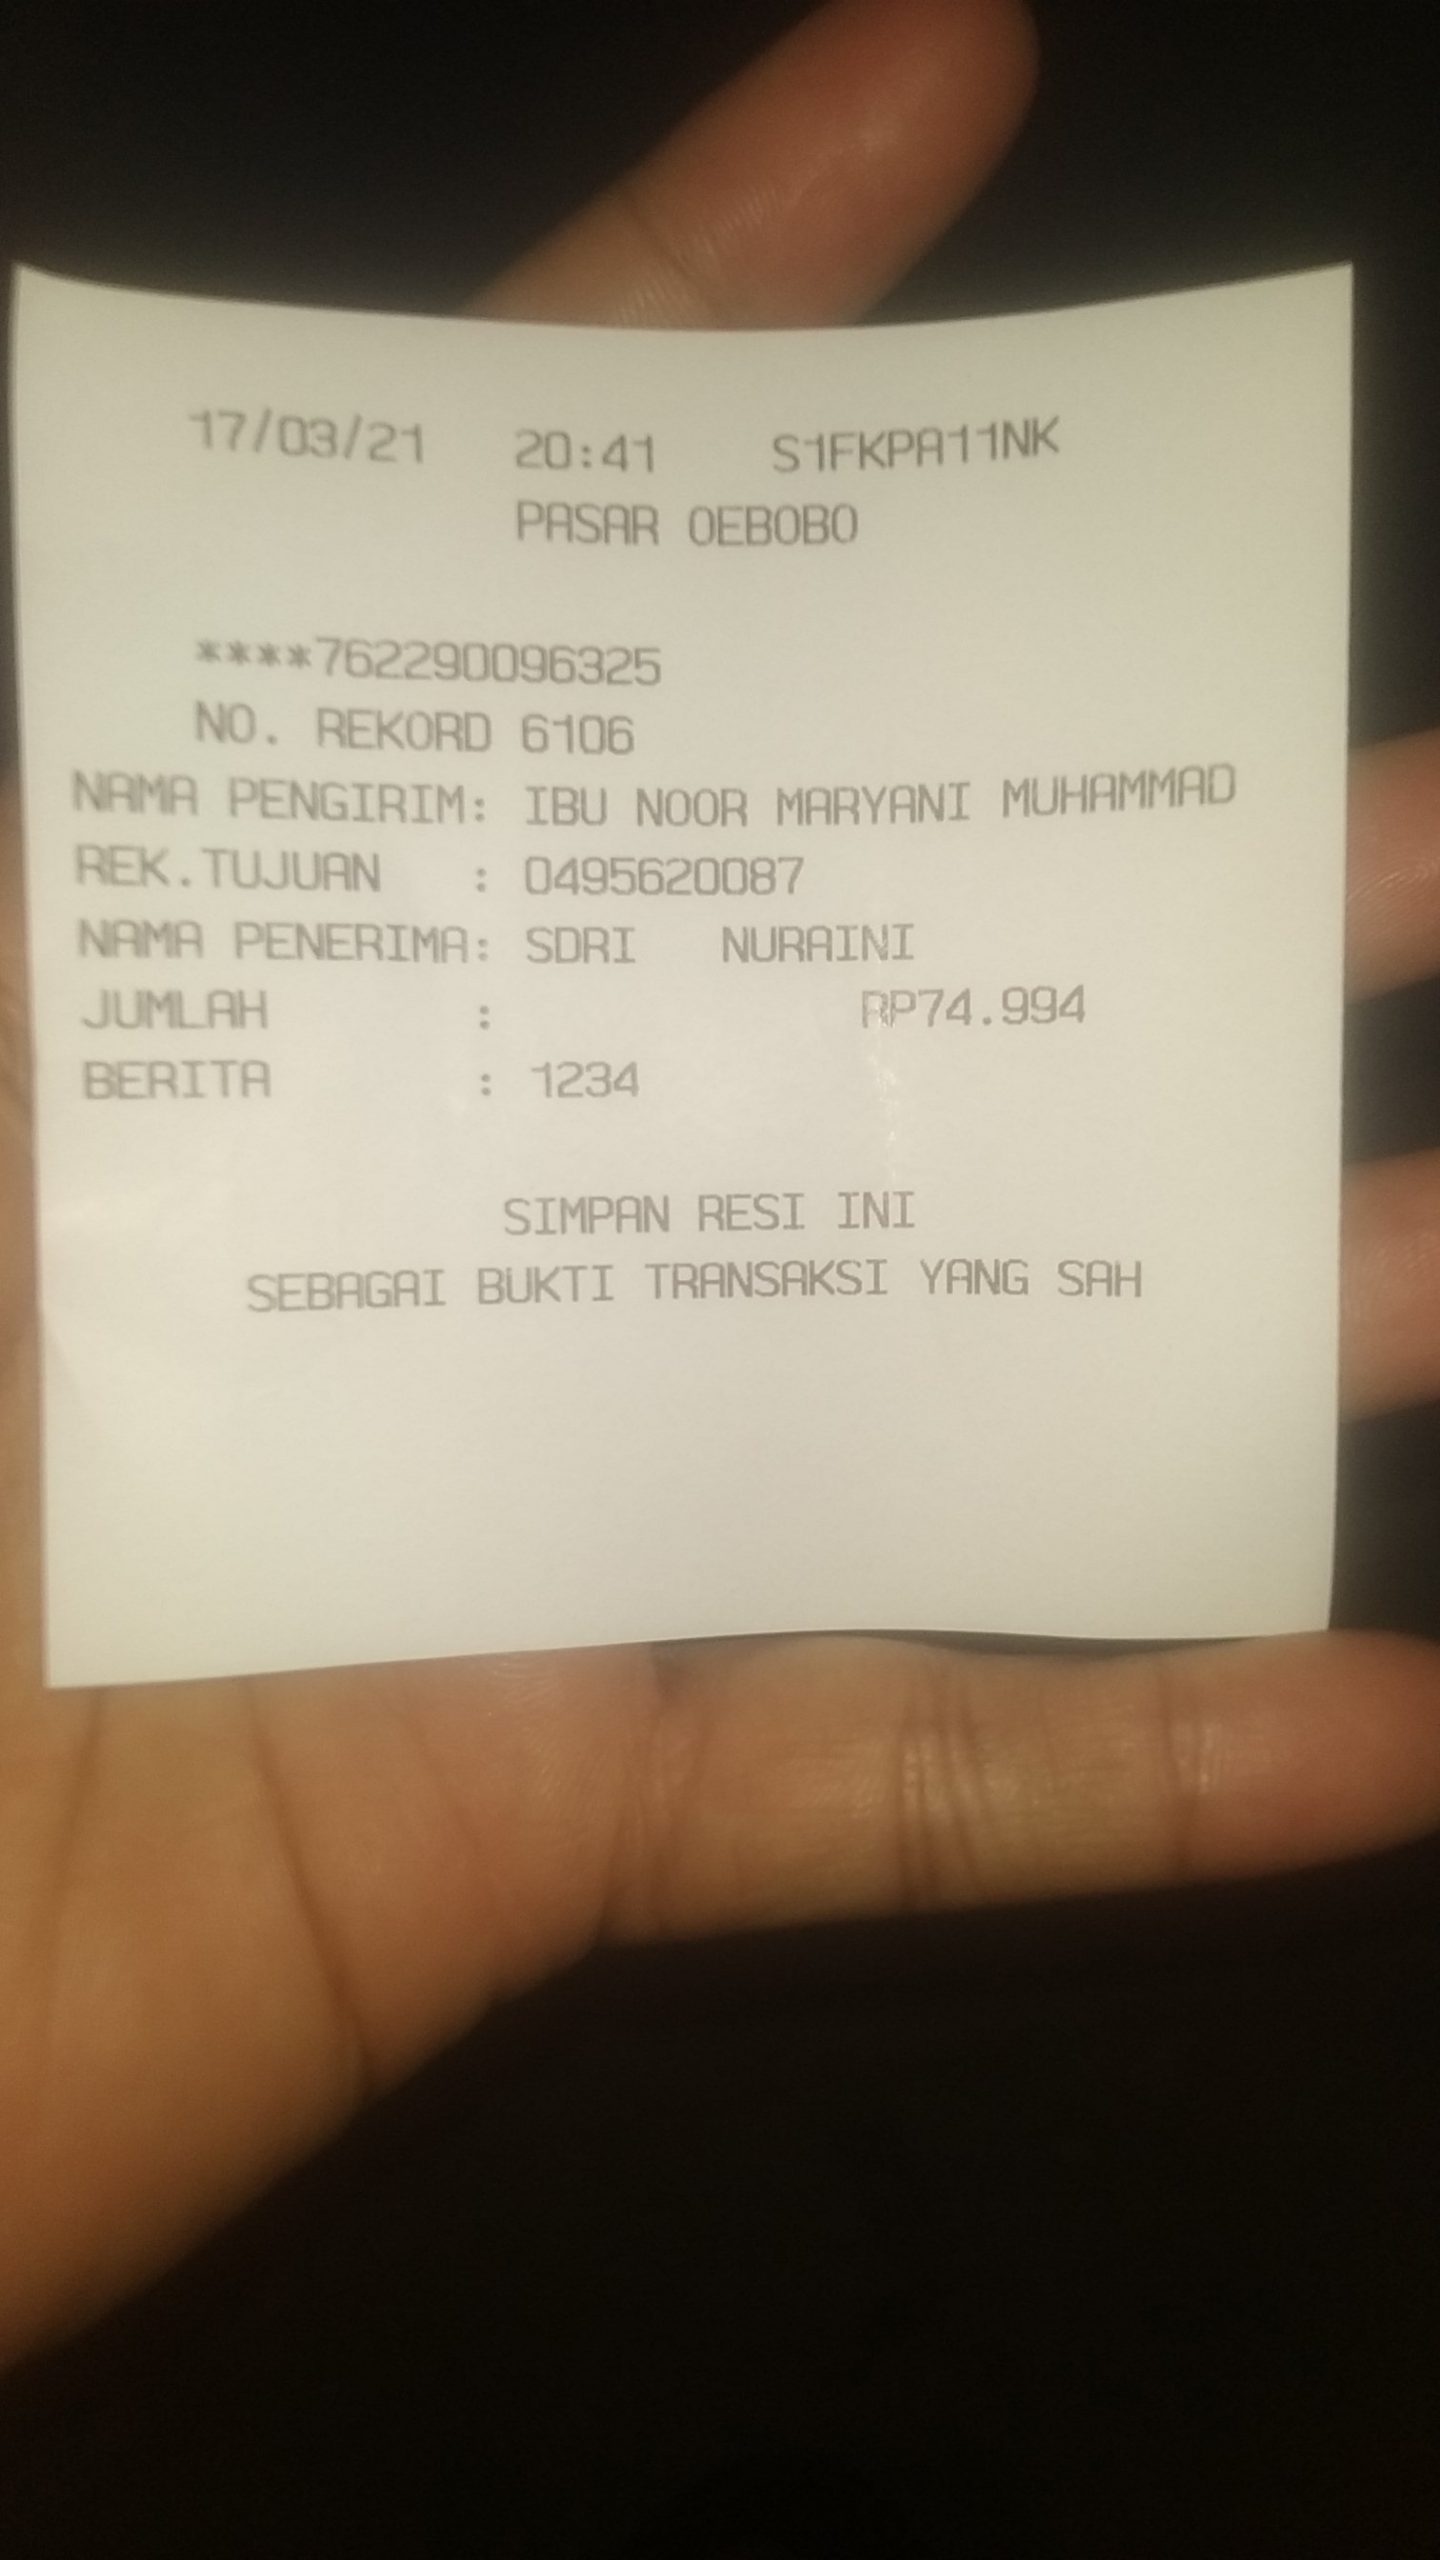 17/03/21 20:41 S1FKPA11NK
PASAR OEBOBO
****762290096325
NO. REKORD 6106
NAMA PENGIRIM: IBU NOOR MARYANI MUHAMMAD
REK.TUJUAN : 0495620087
NAMA PENERIMA: SDRI NURAINI
JUMLAH : RP74.994
BERITA : 1234
SIMPAN RESI INI
SEBAGAI BUKTI TRANSAKSI YANG SAH